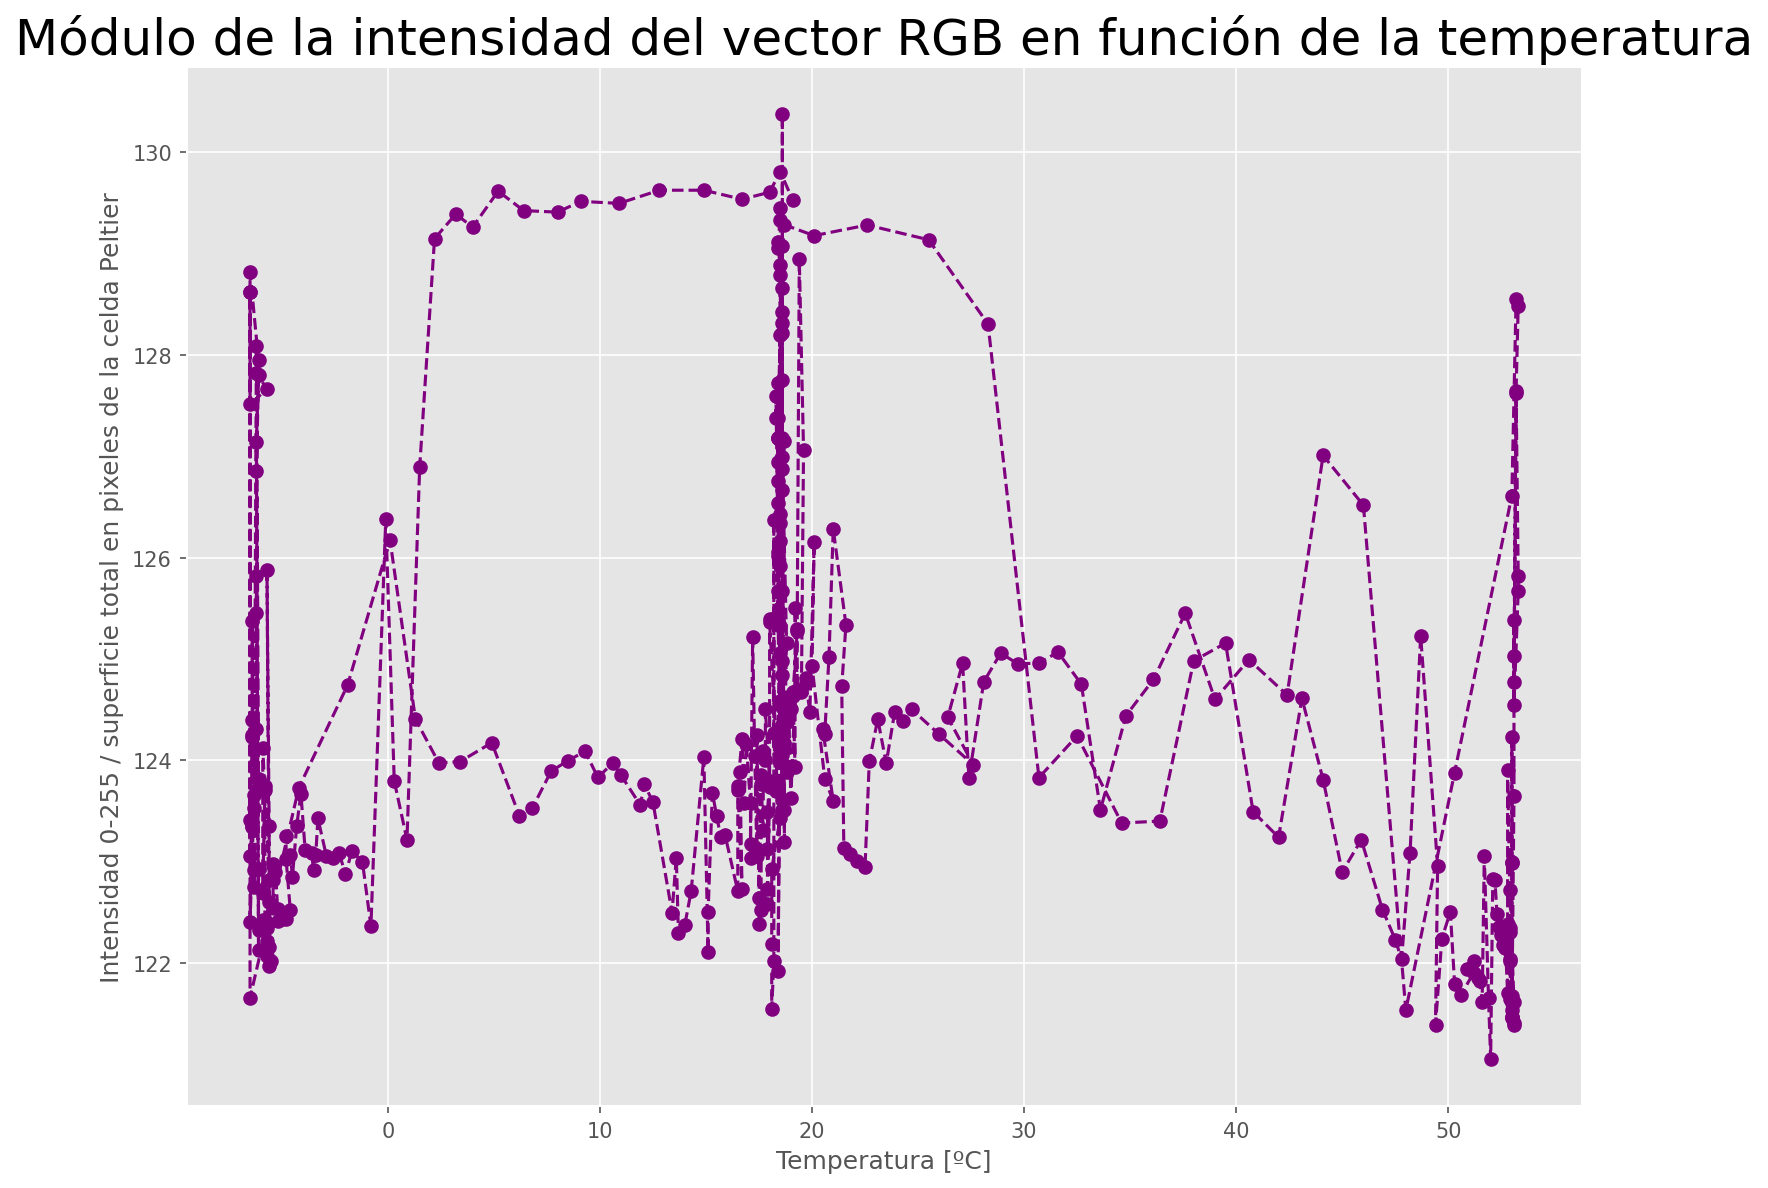 Módulo de la intensidad del vector RGB en función de la temperatura
Intensidad 0-255 / superficie total en pixeles de la celda Peltier
130
128
126
124
122
0 10 20 30 40 50
Temperatura [ºC]